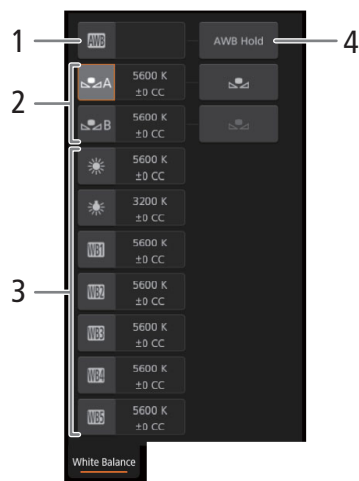 1
AWB
AWB Hold
4
2
A
5600 K
±0 CC
B
5600 K
±0 CC
3
5600 K
±0 CC
3200 K
±0 CC
WB1
5600 K
±0 CC
WB2
5600 K
±0 CC
WB3
5600 K
±0 CC
WB4
5600 K
±0 CC
WB5
5600 K
±0 CC
White Balance